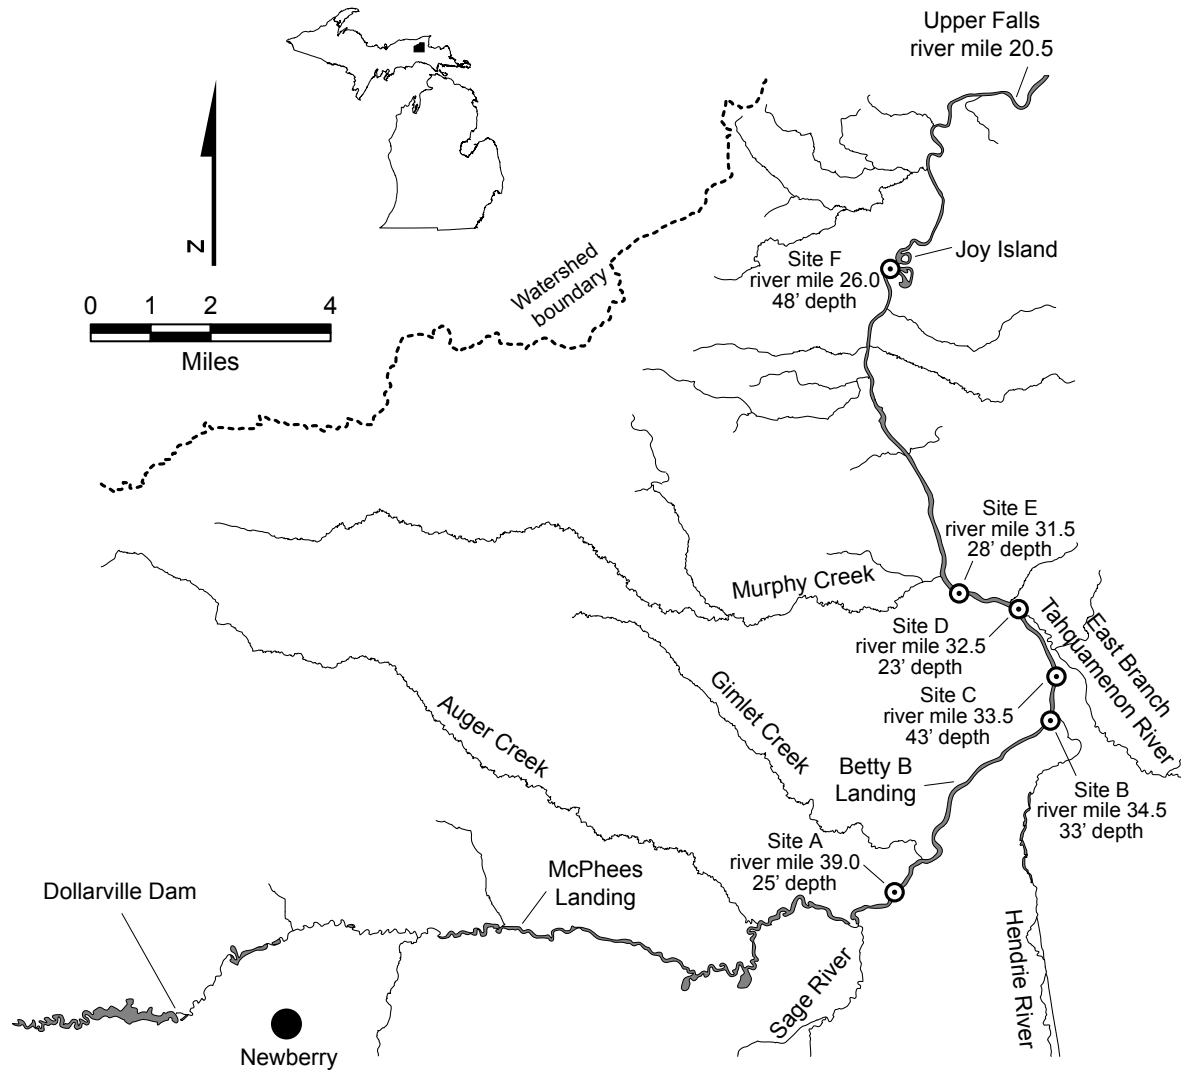 Upper Falls
river mile 20.5
Joy Island
Site F
river mile 26.0
48' depth
Watershed
boundary
N
0 1 2 4
Miles
Site E
river mile 31.5
28' depth
Murphy Creek
East Branch
Tahquamenon River
Site D
river mile 32.5
23' depth
Site C
river mile 33.5
43' depth
Gimlet Creek
Auger Creek
Betty B
Landing
Site B
river mile 34.5
33' depth
Site A
river mile 39.0
25' depth
McPhees
Landing
Dollarville Dam
Hendrie River
Sage River
Newberry